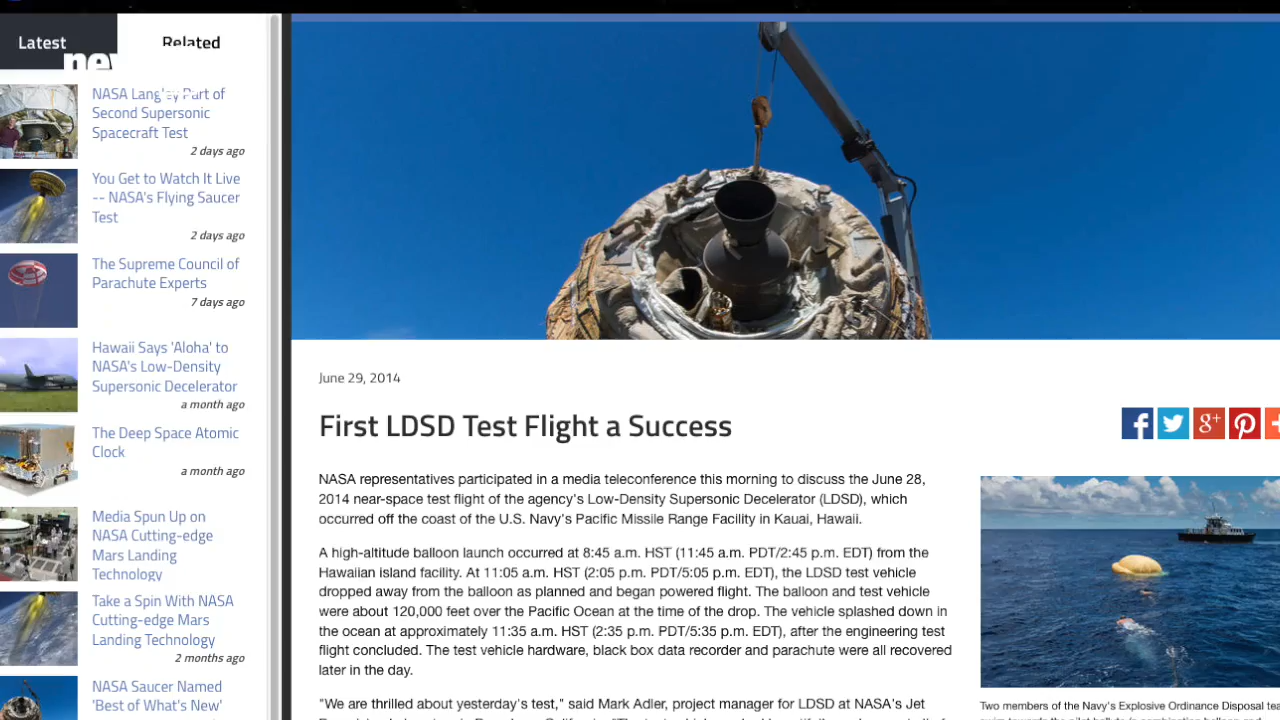 Latest
Related
ne
NASA Langley Part of
Second Supersonic
Spacecraft Test
2 days ago
You Get to Watch It Live
-- NASA's Flying Saucer
Test
2 days ago
The Supreme Council of
Parachute Experts
7 days ago
Hawaii Says 'Aloha' to
NASA's Low-Density
Supersonic Decelerator
a month ago
The Deep Space Atomic
Clock
a month ago
Media Spun Up on
NASA Cutting-edge
Mars Landing
Technology
Take a Spin With NASA
Cutting-edge Mars
Landing Technology
2 months ago
NASA Saucer Named
'Best of What's New'
June 29, 2014
First LDSD Test Flight a Success
NASA representatives participated in a media teleconference this morning to discuss the June 28,
2014 near-space test flight of the agency's Low-Density Supersonic Decelerator (LDSD), which
occurred off the coast of the U.S. Navy's Pacific Missile Range Facility in Kauai, Hawaii.
A high-altitude balloon launch occurred at 8:45 a.m. HST (11:45 a.m. PDT/2:45 p.m. EDT) from the
Hawaiian island facility. At 11:05 a.m. HST (2:05 p.m. PDT/5:05 p.m. EDT), the LDSD test vehicle
dropped away from the balloon as planned and began powered flight. The balloon and test vehicle
were about 120,000 feet over the Pacific Ocean at the time of the drop. The vehicle splashed down in
the ocean at approximately 11:35 a.m. HST (2:35 p.m. PDT/5:35 p.m. EDT), after the engineering test
flight concluded. The test vehicle hardware, black box data recorder and parachute were all recovered
later in the day.
"We are thrilled about yesterday's test," said Mark Adler, project manager for LDSD at NASA's Jet
Two members of the Navy's Explosive Ordinance Disposal te